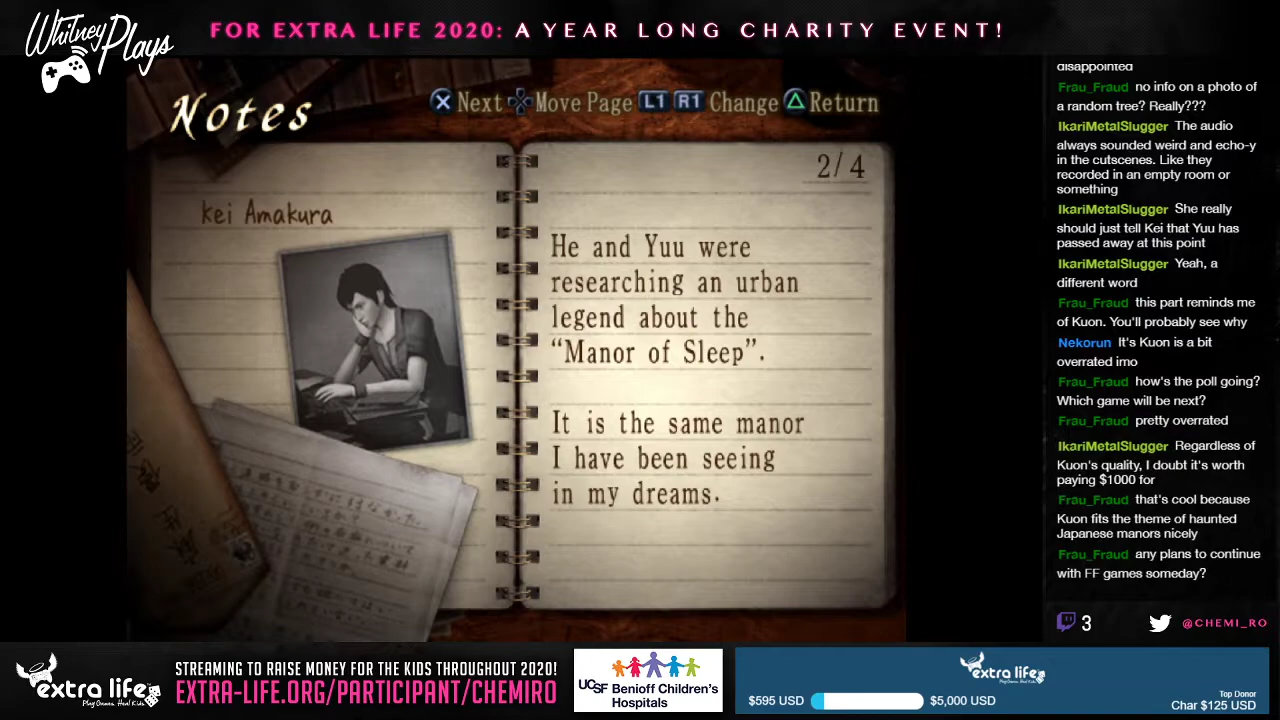 Whitney Plays
FOR EXTRA LIFE 2020: A YEAR LONG CHARITY EVENT!
Notes
X Next Move Page L1 R1 Change Return
2/4
Kei Amakura
He and Yuu were
researching an urban
legend about the
“Manor of Sleep”.
It is the same manor
I have been seeing
in my dreams.
disappointed
Frau_Fraud no info on a photo of
a random tree? Really???
IkariMetalSlugger The audio
always sounded weird and echo-y
in the cutscenes. Like they
recorded in an empty room or
something
IkariMetalSlugger She really
should just tell Kei that Yuu has
passed away at this point
IkariMetalSlugger Yeah, a
different word
Frau_Fraud this part reminds me
of Kuon. You'll probably see why
Nekorun It's Kuon is a bit
overrated imo
Frau_Fraud how's the poll going?
Which game will be next?
Frau_Fraud pretty overrated
IkariMetalSlugger Regardless of
Kuon's quality, I doubt it's worth
paying $1000 for
Frau_Fraud that's cool because
Kuon fits the theme of haunted
Japanese manors nicely
Frau_Fraud any plans to continue
with FF games someday?
3 @CHEMI_RO
extra life
Play Games. Heal Kids.
STREAMING TO RAISE MONEY FOR THE KIDS THROUGHOUT 2020!
EXTRA-LIFE.ORG/PARTICIPANT/CHEMIRO
UCSF Benioff Children's
Hospitals
extra life
Play Games. Heal Kids.
$595 USD $5,000 USD
Top Donor
Char $125 USD